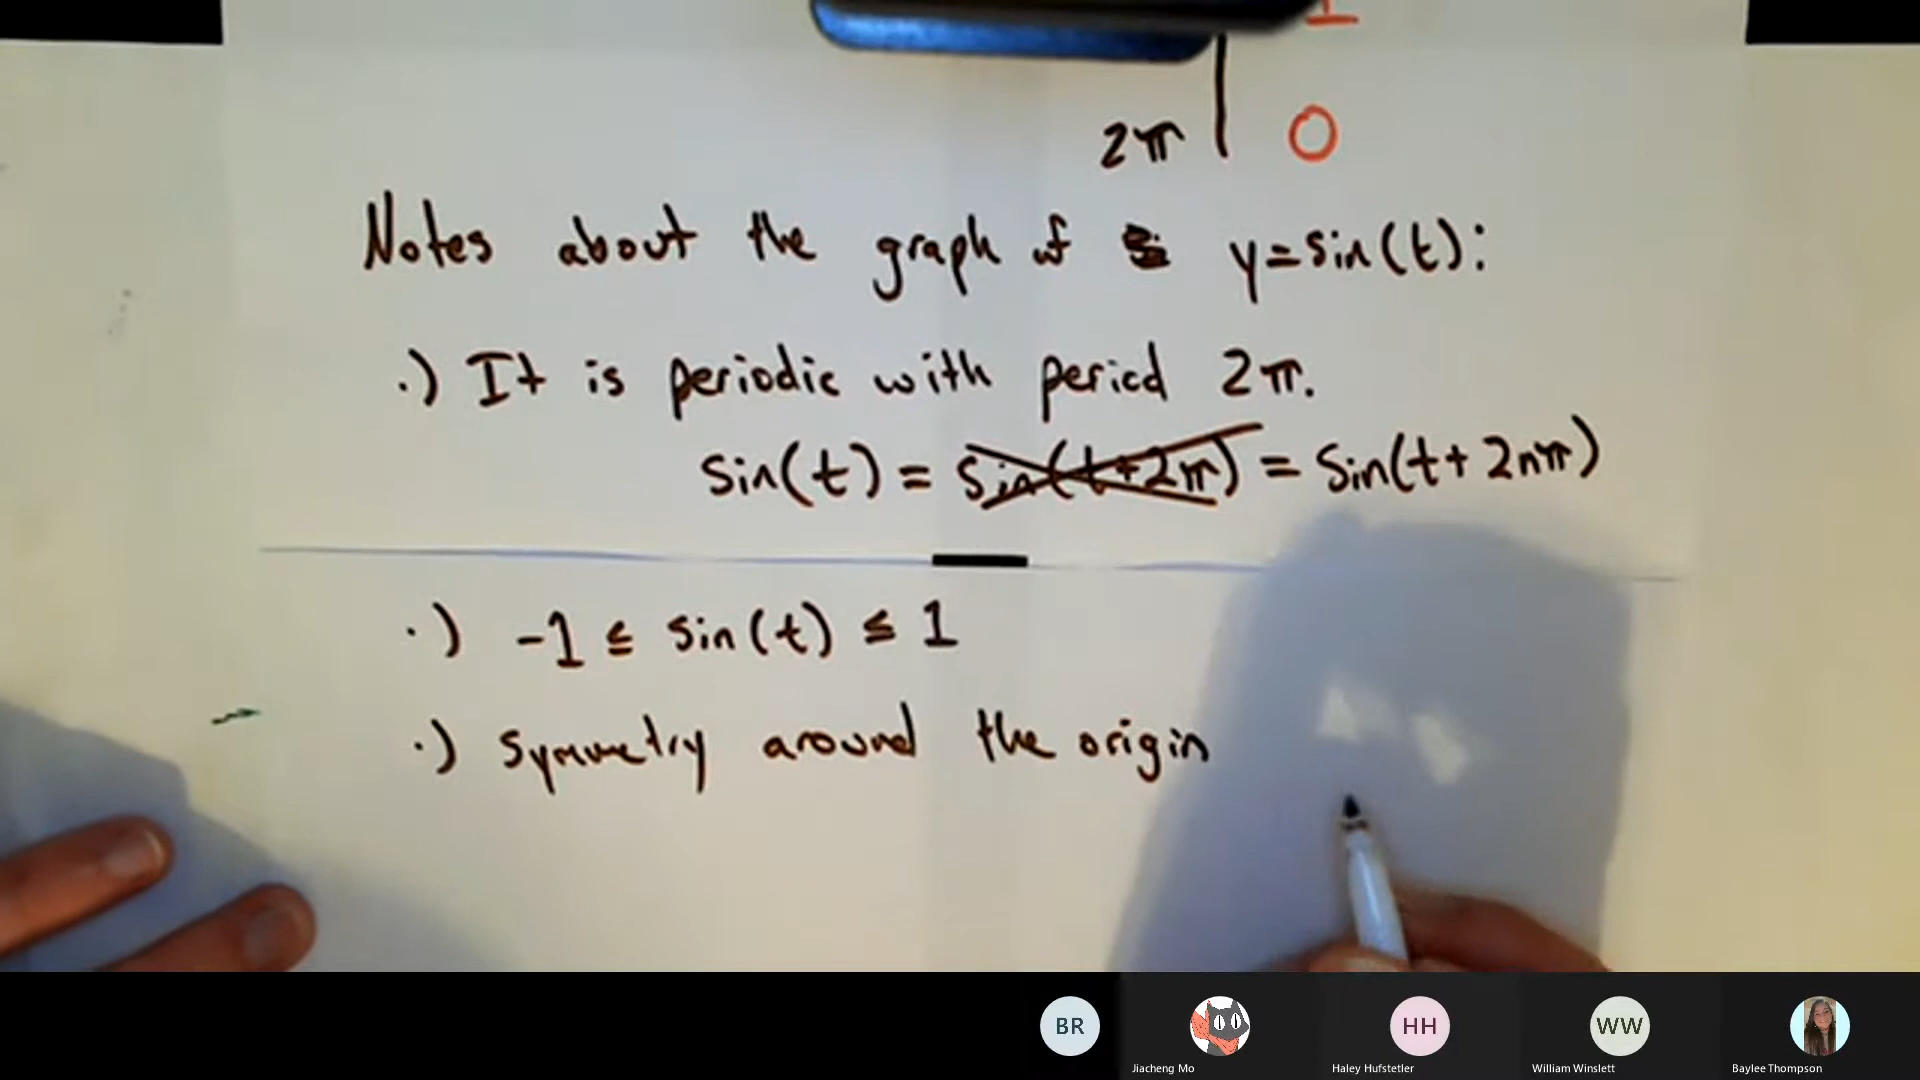 1
2π | 0
Notes about the graph of y=sin(t):
·) It is periodic with period 2π.
sin(t) = sin(t+2π) = sin(t+2nπ)
·) -1 ≤ sin(t) ≤ 1
·) Symmetry around the origin
BR
HH
WW
Jiacheng Mo
Haley Hufstetler
William Winslett
Baylee Thompson